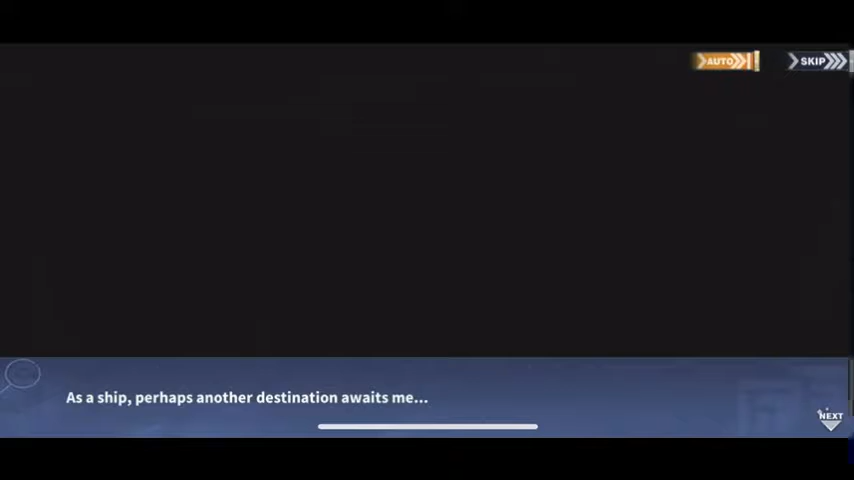 AUTO
SKIP
As a ship, perhaps another destination awaits me...
NEXT